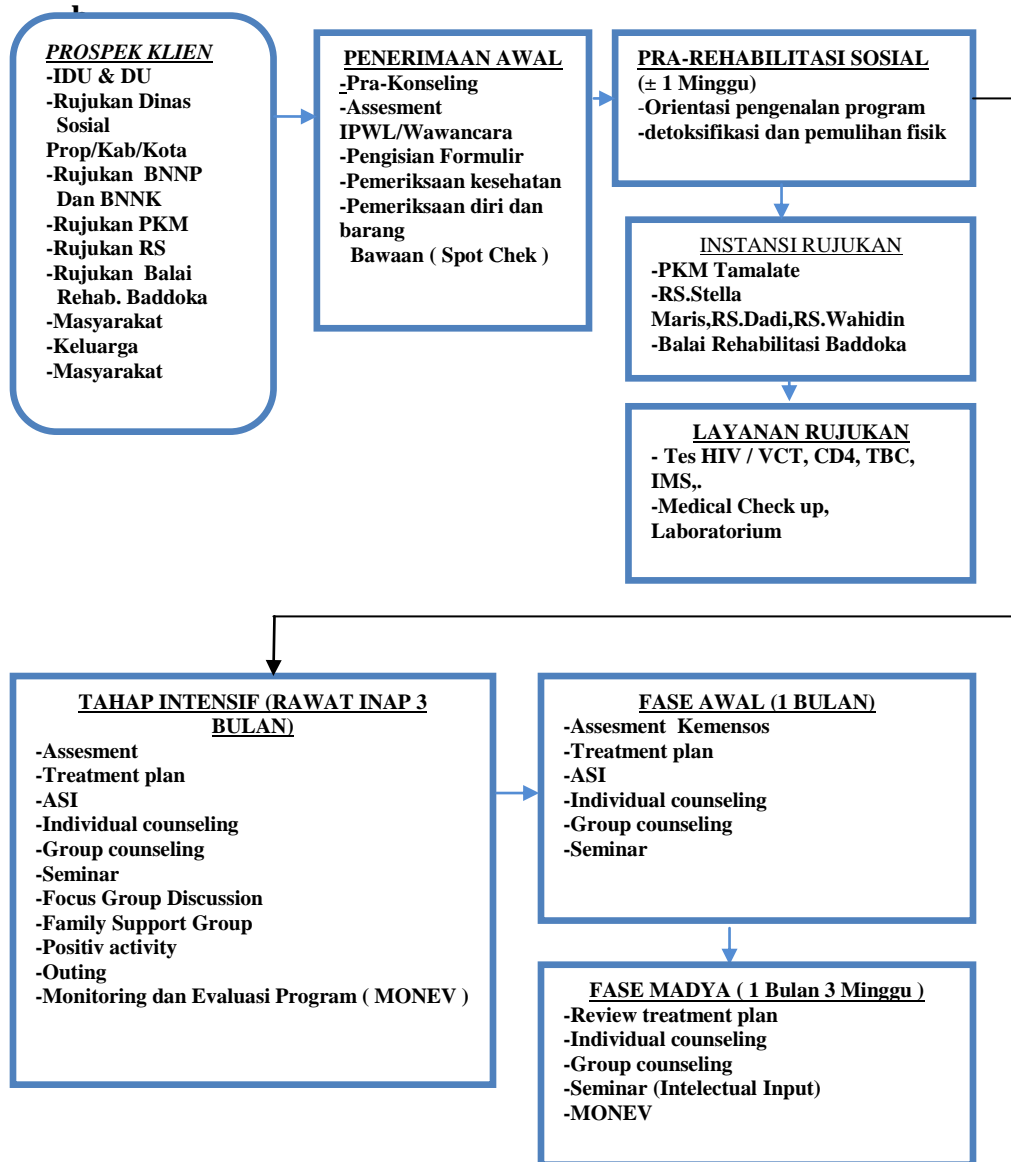 PROSPEK KLIEN
-IDU & DU
-Rujukan Dinas
Sosial
Prop/Kab/Kota
-Rujukan BNNP
Dan BNNK
-Rujukan PKM
-Rujukan RS
-Rujukan Balai
Rehab. Baddoka
-Masyarakat
-Keluarga
-Masyarakat
PENERIMAAN AWAL
-Pra-Konseling
-Assesment
IPWL/Wawancara
-Pengisian Formulir
-Pemeriksaan kesehatan
-Pemeriksaan diri dan
barang
Bawaan ( Spot Chek )
PRA-REHABILITASI SOSIAL
(± 1 Minggu)
-Orientasi pengenalan program
-detoksifikasi dan pemulihan fisik
INSTANSI RUJUKAN
-PKM Tamalate
-RS.Stella
Maris,RS.Dadi,RS.Wahidin
-Balai Rehabilitasi Baddoka
LAYANAN RUJUKAN
- Tes HIV / VCT, CD4, TBC,
IMS,.
-Medical Check up,
Laboratorium
TAHAP INTENSIF (RAWAT INAP 3
BULAN)
-Assesment
-Treatment plan
-ASI
-Individual counseling
-Group counseling
-Seminar
-Focus Group Discussion
-Family Support Group
-Positiv activity
-Outing
-Monitoring dan Evaluasi Program ( MONEV )
FASE AWAL (1 BULAN)
-Assesment Kemensos
-Treatment plan
-ASI
-Individual counseling
-Group counseling
-Seminar
FASE MADYA ( 1 Bulan 3 Minggu )
-Review treatment plan
-Individual counseling
-Group counseling
-Seminar (Intelectual Input)
-MONEV